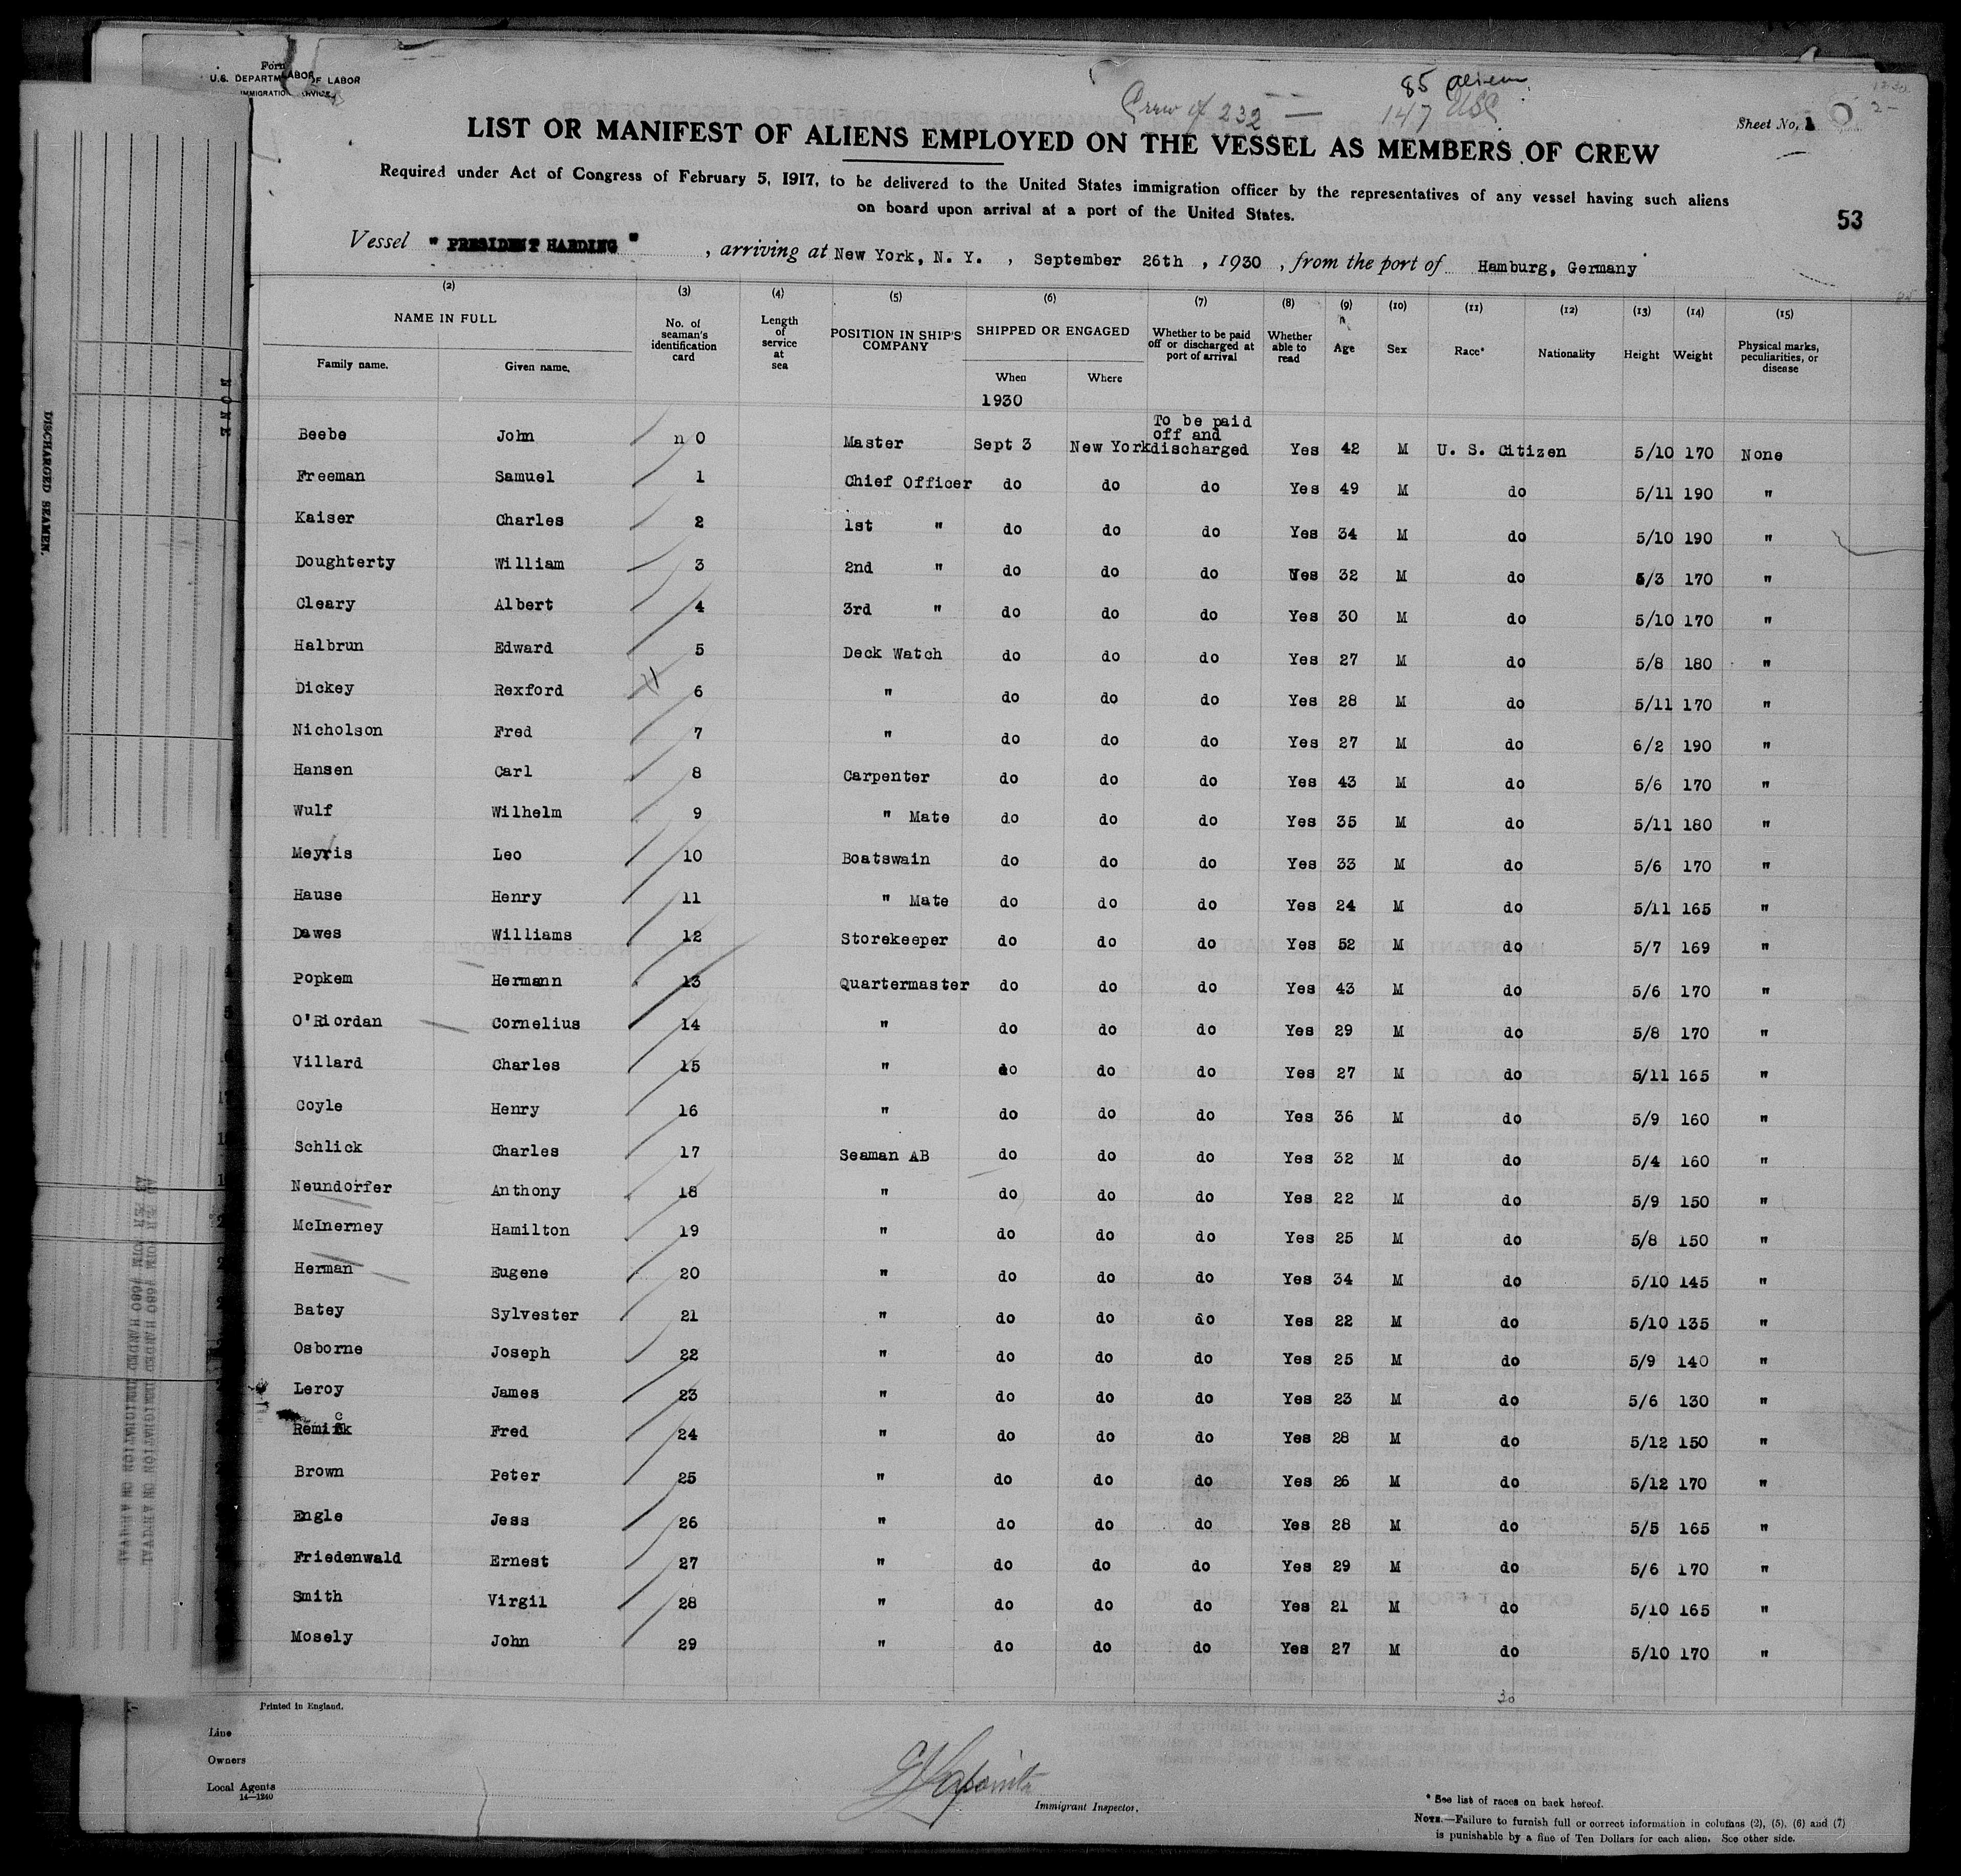 Form
U.S. DEPARTMENT OF LABOR
IMMIGRATION SERVICE
85 aliens
Crew of 232 — 147 USC
Sheet No. 1
LIST OR MANIFEST OF ALIENS EMPLOYED ON THE VESSEL AS MEMBERS OF CREW
Required under Act of Congress of February 5, 1917, to be delivered to the United States immigration officer by the representatives of any vessel having such aliens
on board upon arrival at a port of the United States.
53
Vessel " PRESIDENT HARDING " , arriving at New York, N. Y. , September 26th , 1930 , from the port of Hamburg, Germany
(2) (3) (4) (5) (6) (7) (8) (9) (10) (11) (12) (13) (14) (15)
NAME IN FULL
Family name. Given name.
No. of seaman's identification card
Length of service at sea
POSITION IN SHIP'S COMPANY
SHIPPED OR ENGAGED
When Where
Whether to be paid off or discharged at port of arrival
Whether able to read
Age
Sex
Race*
Nationality
Height
Weight
Physical marks, peculiarities, or disease
1930
Beebe John n 0 Master Sept 3 New York To be paid off and discharged Yes 42 M U. S. Citizen 5/10 170 None
Freeman Samuel 1 Chief Officer do do do Yes 49 M do 5/11 190 "
Kaiser Charles 2 1st " do do do Yes 34 M do 5/10 190 "
Doughterty William 3 2nd " do do do Yes 32 M do 5/3 170 "
Cleary Albert 4 3rd " do do do Yes 30 M do 5/10 170 "
Halbrun Edward 5 Deck Watch do do do Yes 27 M do 5/8 180 "
Dickey Rexford 6 " do do do Yes 28 M do 5/11 170 "
Nicholson Fred 7 " do do do Yes 27 M do 6/2 190 "
Hansen Carl 8 Carpenter do do do Yes 43 M do 5/6 170 "
Wulf Wilhelm 9 " Mate do do do Yes 35 M do 5/11 180 "
Meyris Leo 10 Boatswain do do do Yes 33 M do 5/6 170 "
Hause Henry 11 " Mate do do do Yes 24 M do 5/11 165 "
Dawes Williams 12 Storekeeper do do do Yes 52 M do 5/7 169 "
Popkem Hermann 13 Quartermaster do do do Yes 43 M do 5/6 170 "
O'Riordan Cornelius 14 " do do do Yes 29 M do 5/8 170 "
Villard Charles 15 " do do do Yes 27 M do 5/11 165 "
Coyle Henry 16 " do do do Yes 36 M do 5/9 160 "
Schlick Charles 17 Seaman AB do do do Yes 32 M do 5/4 160 "
Neundorfer Anthony 18 " do do do Yes 22 M do 5/9 150 "
McInerney Hamilton 19 " do do do Yes 25 M do 5/8 150 "
Herman Eugene 20 " do do do Yes 34 M do 5/10 145 "
Batey Sylvester 21 " do do do Yes 22 M do 5/10 135 "
Osborne Joseph 22 " do do do Yes 25 M do 5/9 140 "
Leroy James 23 " do do do Yes 23 M do 5/6 130 "
Remick Fred 24 " do do do Yes 28 M do 5/12 150 "
Brown Peter 25 " do do do Yes 26 M do 5/12 170 "
Engle Jess 26 " do do do Yes 28 M do 5/5 165 "
Friedenwald Ernest 27 " do do do Yes 29 M do 5/6 170 "
Smith Virgil 28 " do do do Yes 21 M do 5/10 165 "
Mosely John 29 " do do do Yes 27 M do 5/10 170 "
30
NONE
DISCHARGED SEAMEN.
Printed in England.
Line
Owners
Local Agents
14—1240
Immigrant Inspector.
* See list of races on back hereof.
NOTE.—Failure to furnish full or correct information in columns (2), (5), (6) and (7)
is punishable by a fine of Ten Dollars for each alien. See other side.